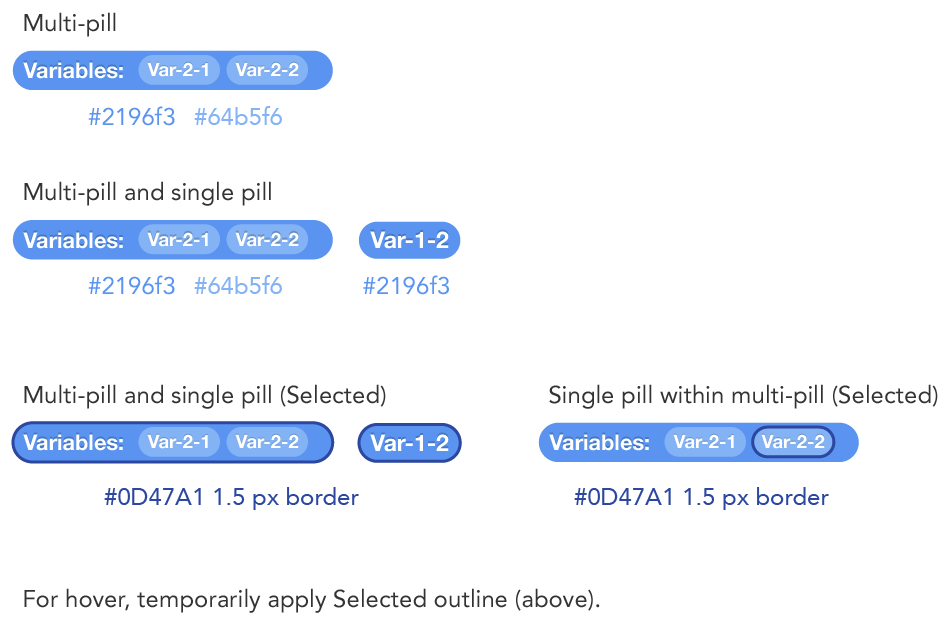 Multi-pill
Variables: Var-2-1 Var-2-2
#2196f3 #64b5f6
Multi-pill and single pill
Variables: Var-2-1 Var-2-2 Var-1-2
#2196f3 #64b5f6 #2196f3
Multi-pill and single pill (Selected)
Variables: Var-2-1 Var-2-2 Var-1-2
#0D47A1 1.5 px border
Single pill within multi-pill (Selected)
Variables: Var-2-1 Var-2-2
#0D47A1 1.5 px border
For hover, temporarily apply Selected outline (above).